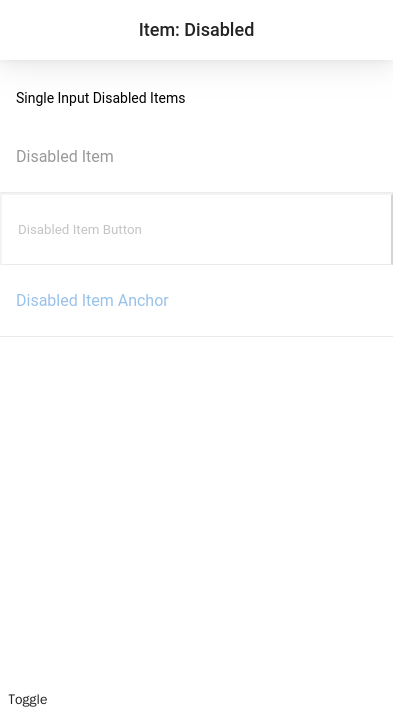 Item: Disabled
Single Input Disabled Items
Disabled Item
Disabled Item Button
Disabled Item Anchor
Toggle